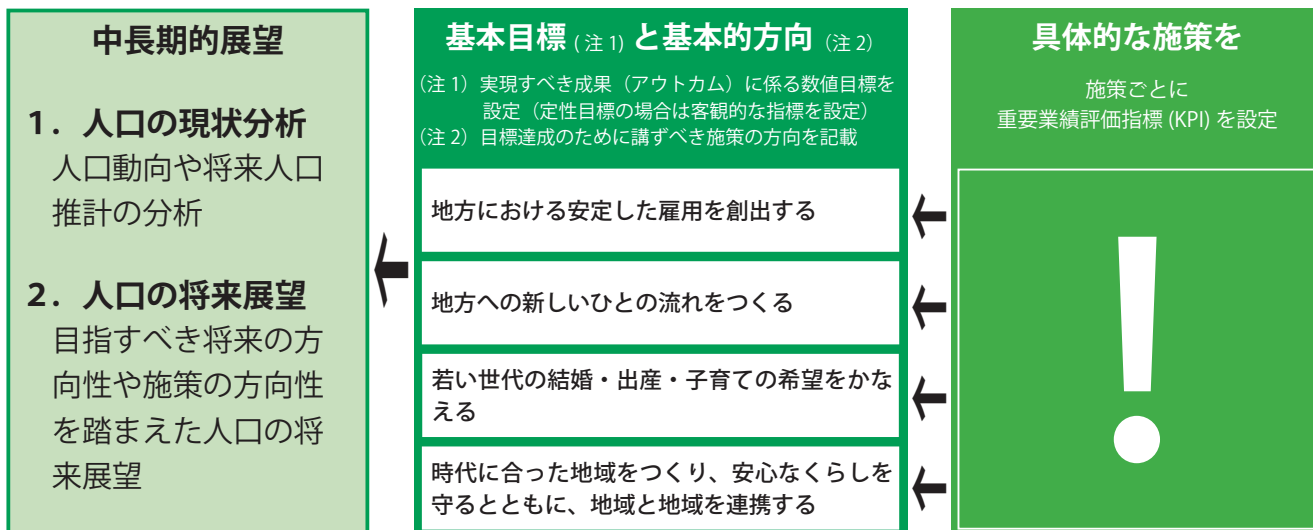 中長期的展望
1．人口の現状分析
人口動向や将来人口
推計の分析
2．人口の将来展望
目指すべき将来の方
向性や施策の方向性
を踏まえた人口の将
来展望
基本目標 ( 注 1) と基本的方向（注 2）
（注 1）実現すべき成果（アウトカム）に係る数値目標を
設定（定性目標の場合は客観的な指標を設定）
（注 2）目標達成のために講ずべき施策の方向を記載
地方における安定した雇用を創出する
地方への新しいひとの流れをつくる
若い世代の結婚・出産・子育ての希望をかな
える
時代に合った地域をつくり、安心なくらしを
守るとともに、地域と地域を連携する
具体的な施策を
施策ごとに
重要業績評価指標 (KPI) を設定
！